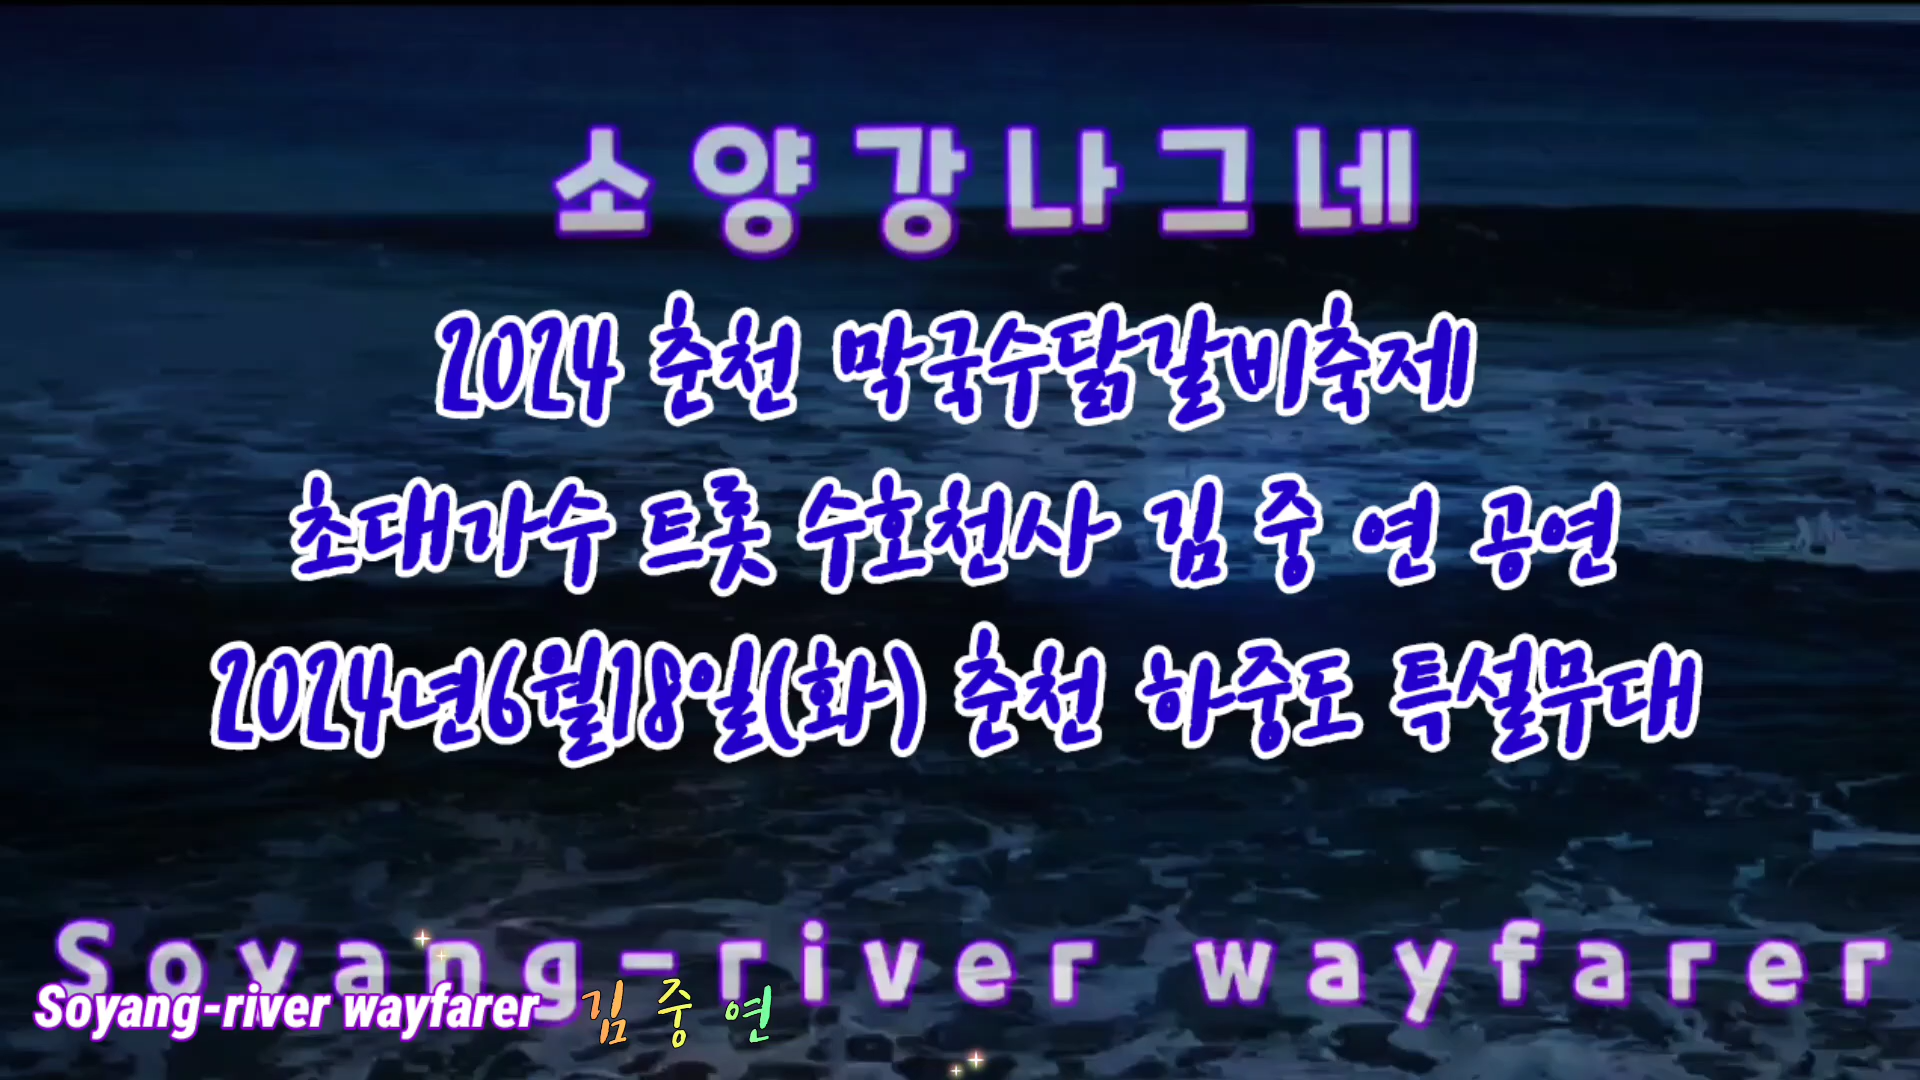 소양강나그네
2024 춘천 막국수닭갈비축제
초대가수 트롯 수호천사 김 중 연 공연
2024년6월18일(화) 춘천 하중도 특설무대
Soyang-river wayfarer
Soyang-river wayfarer 김 중 연